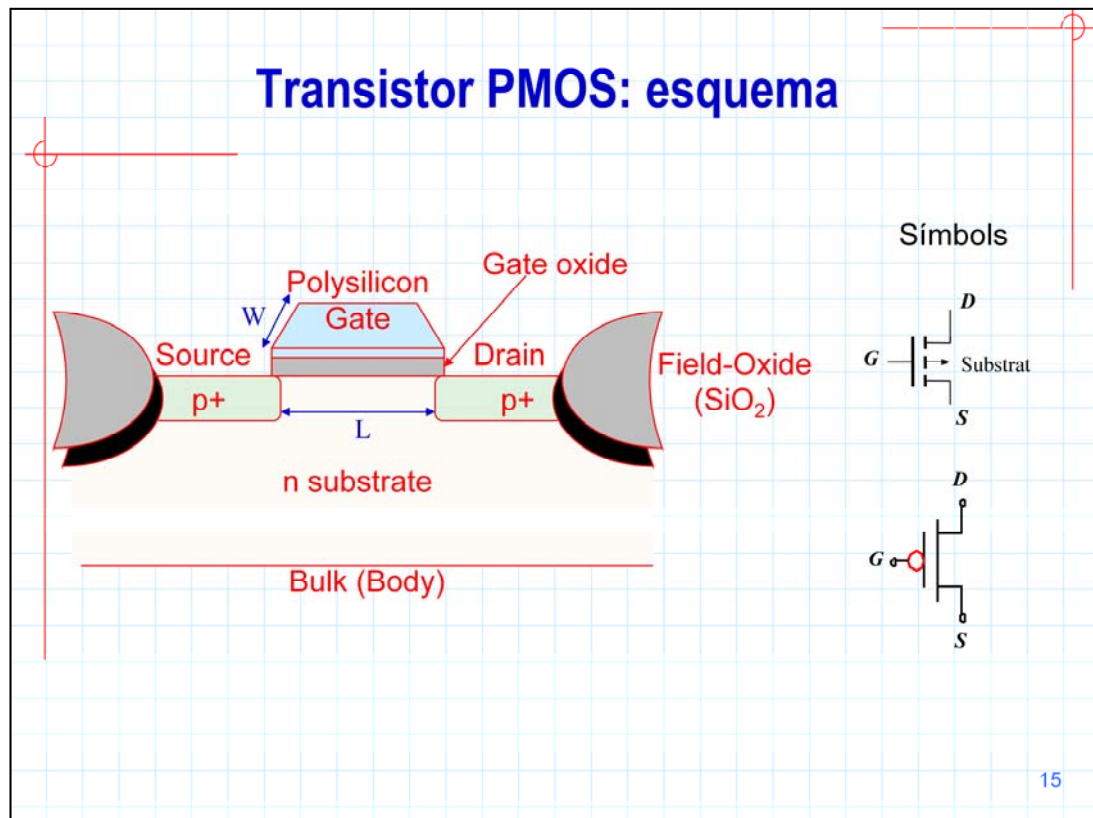 Transistor PMOS: esquema
Símbols
Gate oxide
Polysilicon
W
Gate
Source
Drain
Field-Oxide
(SiO₂)
p+
p+
L
n substrate
Bulk (Body)
D
G
Substrat
S
D
G
S
15